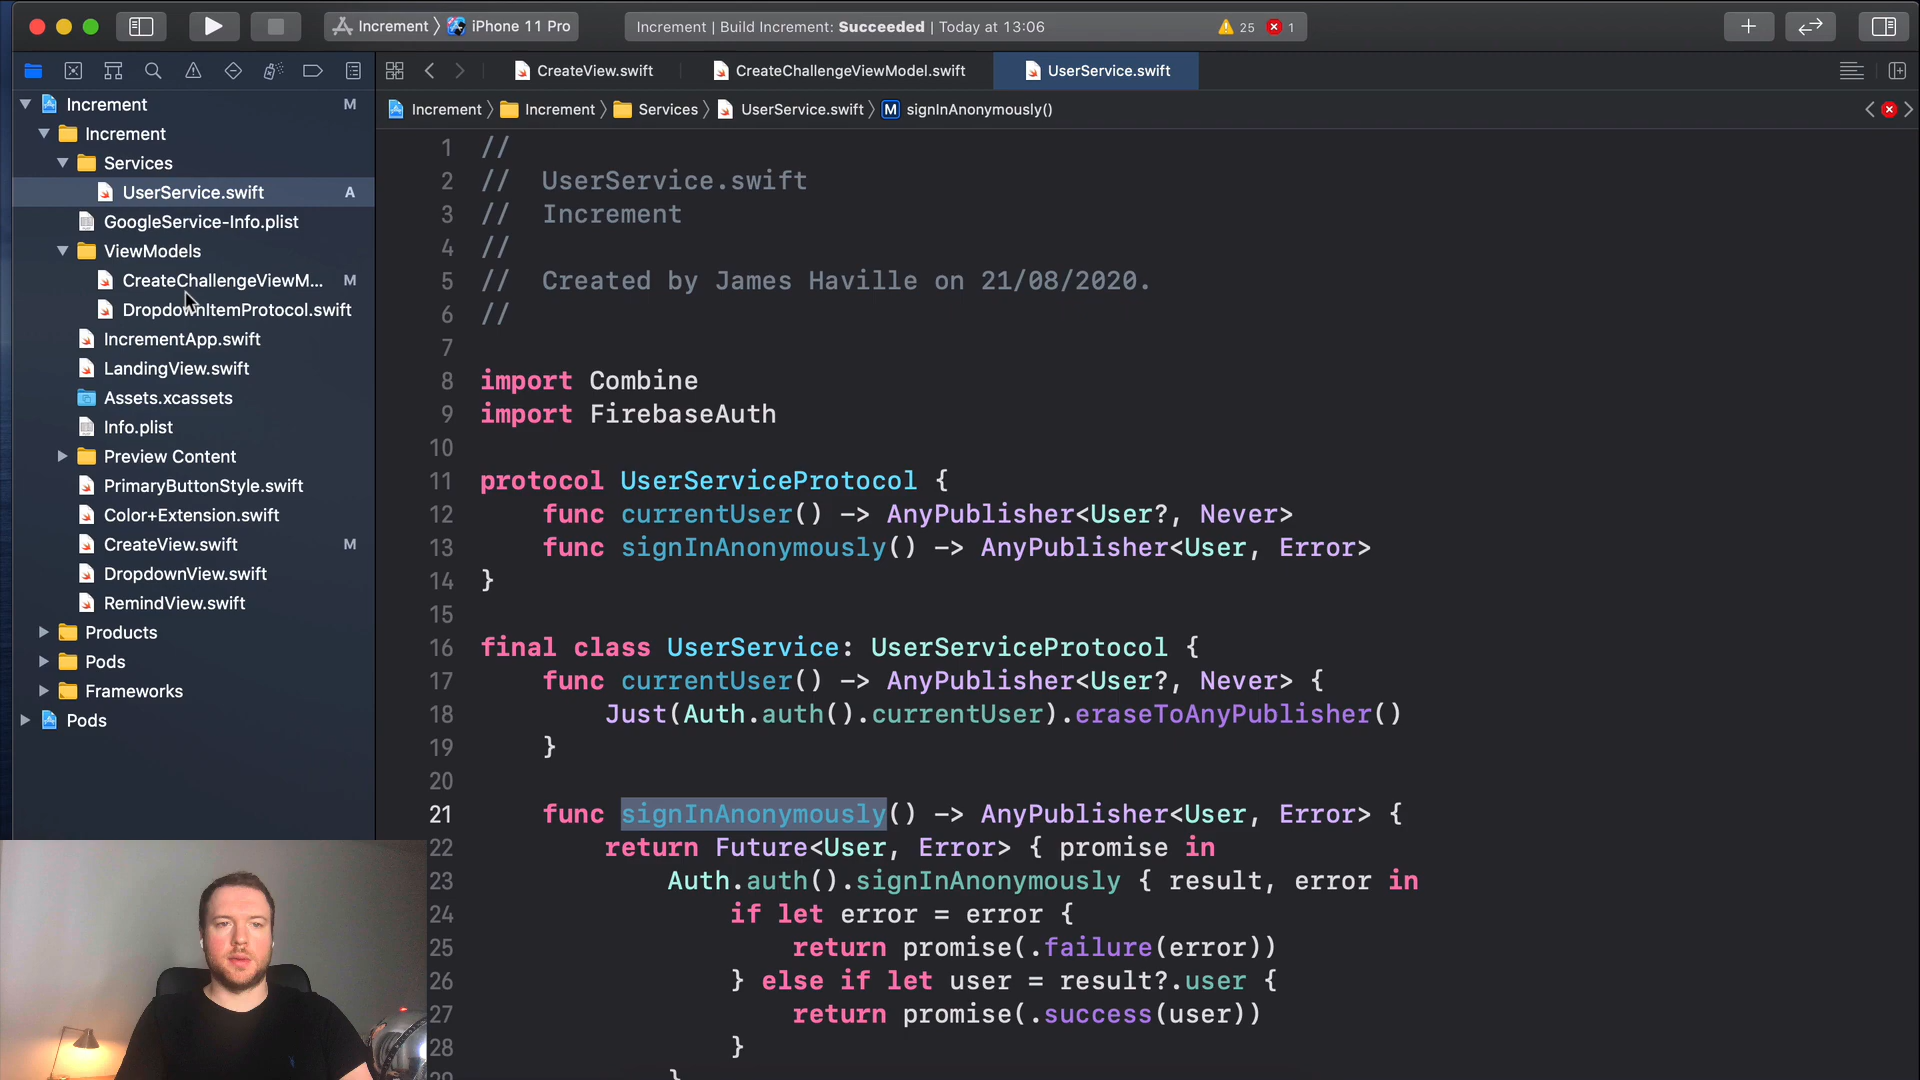 Increment
iPhone 11 Pro
Increment | Build Increment: Succeeded | Today at 13:06
25
1
CreateView.swift
CreateChallengeViewModel.swift
UserService.swift
Increment
M
Increment
Services
UserService.swift
A
GoogleService-Info.plist
ViewModels
CreateChallengeViewM...
M
DropdownItemProtocol.swift
IncrementApp.swift
LandingView.swift
Assets.xcassets
Info.plist
Preview Content
PrimaryButtonStyle.swift
Color+Extension.swift
CreateView.swift
M
DropdownView.swift
RemindView.swift
Products
Pods
Frameworks
Pods
Increment
Increment
Services
UserService.swift
M
signInAnonymously()
1 //
2 //  UserService.swift
3 //  Increment
4 //
5 //  Created by James Haville on 21/08/2020.
6 //
7
8 import Combine
9 import FirebaseAuth
10
11 protocol UserServiceProtocol {
12     func currentUser() -> AnyPublisher<User?, Never>
13     func signInAnonymously() -> AnyPublisher<User, Error>
14 }
15
16 final class UserService: UserServiceProtocol {
17     func currentUser() -> AnyPublisher<User?, Never> {
18         Just(Auth.auth().currentUser).eraseToAnyPublisher()
19     }
20
21     func signInAnonymously() -> AnyPublisher<User, Error> {
22         return Future<User, Error> { promise in
23             Auth.auth().signInAnonymously { result, error in
24                 if let error = error {
25                     return promise(.failure(error))
26                 } else if let user = result?.user {
27                     return promise(.success(user))
28                 }
29             }